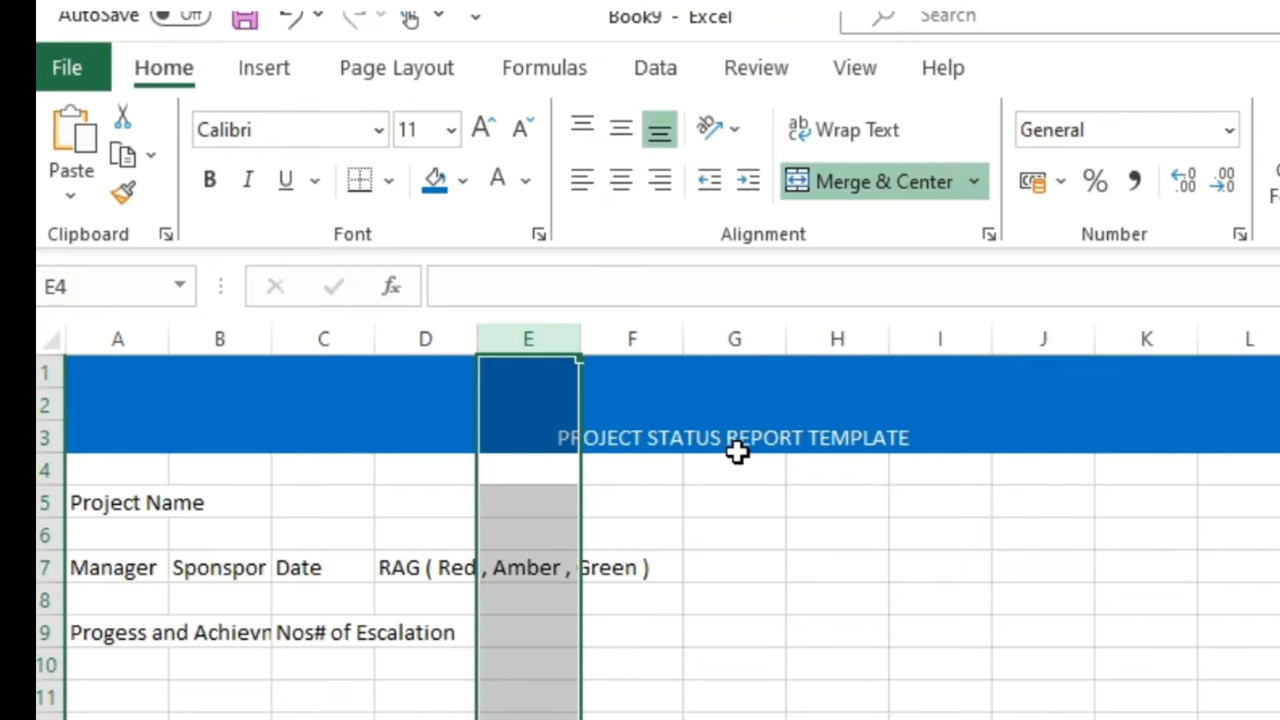 AutoSave Off Book9 - Excel Search
File Home Insert Page Layout Formulas Data Review View Help
Calibri 11 A A ab Wrap Text General
Paste B I U A Merge & Center % , .00 .00
Clipboard Font Alignment Number
E4 fx
A B C D E F G H I J K L
1
2
3 PROJECT STATUS REPORT TEMPLATE
4
5 Project Name
6
7 Manager Sponspor Date RAG ( Red , Amber , Green )
8
9 Progess and Achievn Nos# of Escalation
10
11